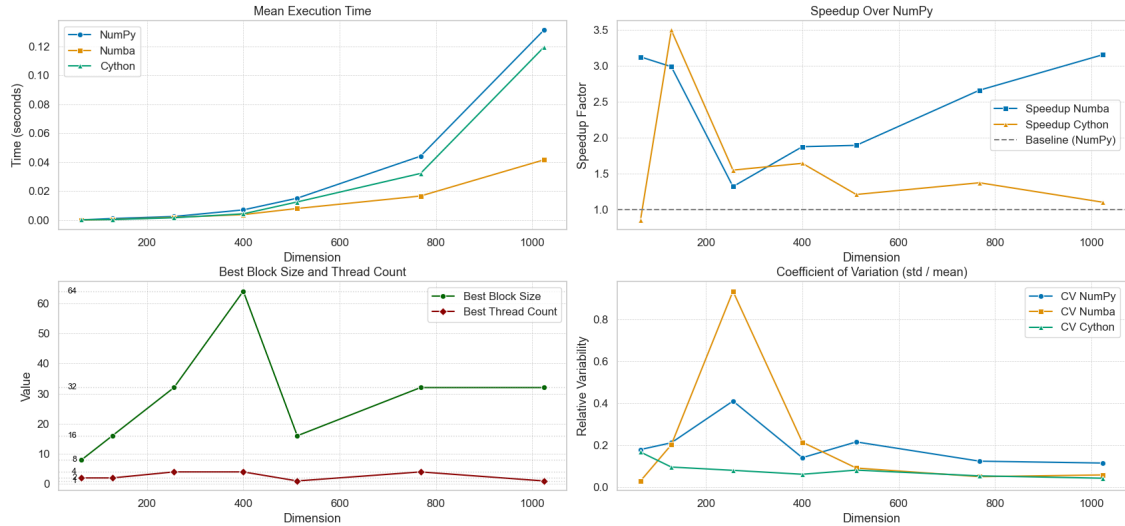 Mean Execution Time
NumPy
Numba
Cython
Time (seconds)
0.12
0.10
0.08
0.06
0.04
0.02
0.00
200
400
600
800
1000
Dimension
Speedup Over NumPy
Speedup Numba
Speedup Cython
Baseline (NumPy)
Speedup Factor
3.5
3.0
2.5
2.0
1.5
1.0
200
400
600
800
1000
Dimension
Best Block Size and Thread Count
Best Block Size
Best Thread Count
Value
60
50
40
30
20
10
0
64
32
16
8
4
2
1
200
400
600
800
1000
Dimension
Coefficient of Variation (std / mean)
CV NumPy
CV Numba
CV Cython
Relative Variability
0.8
0.6
0.4
0.2
0.0
200
400
600
800
1000
Dimension